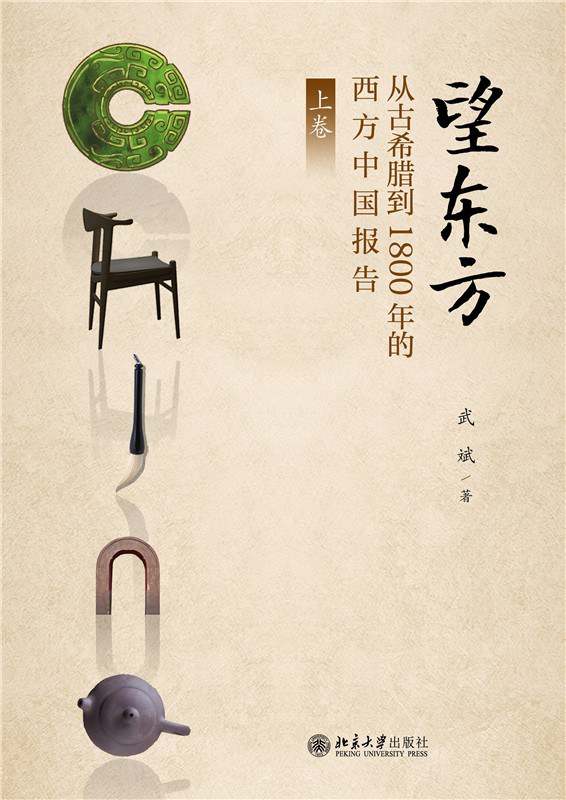 望东方
从古希腊到1800年的
西方中国报告
上卷
武斌/著
北京大学出版社
PEKING UNIVERSITY PRESS